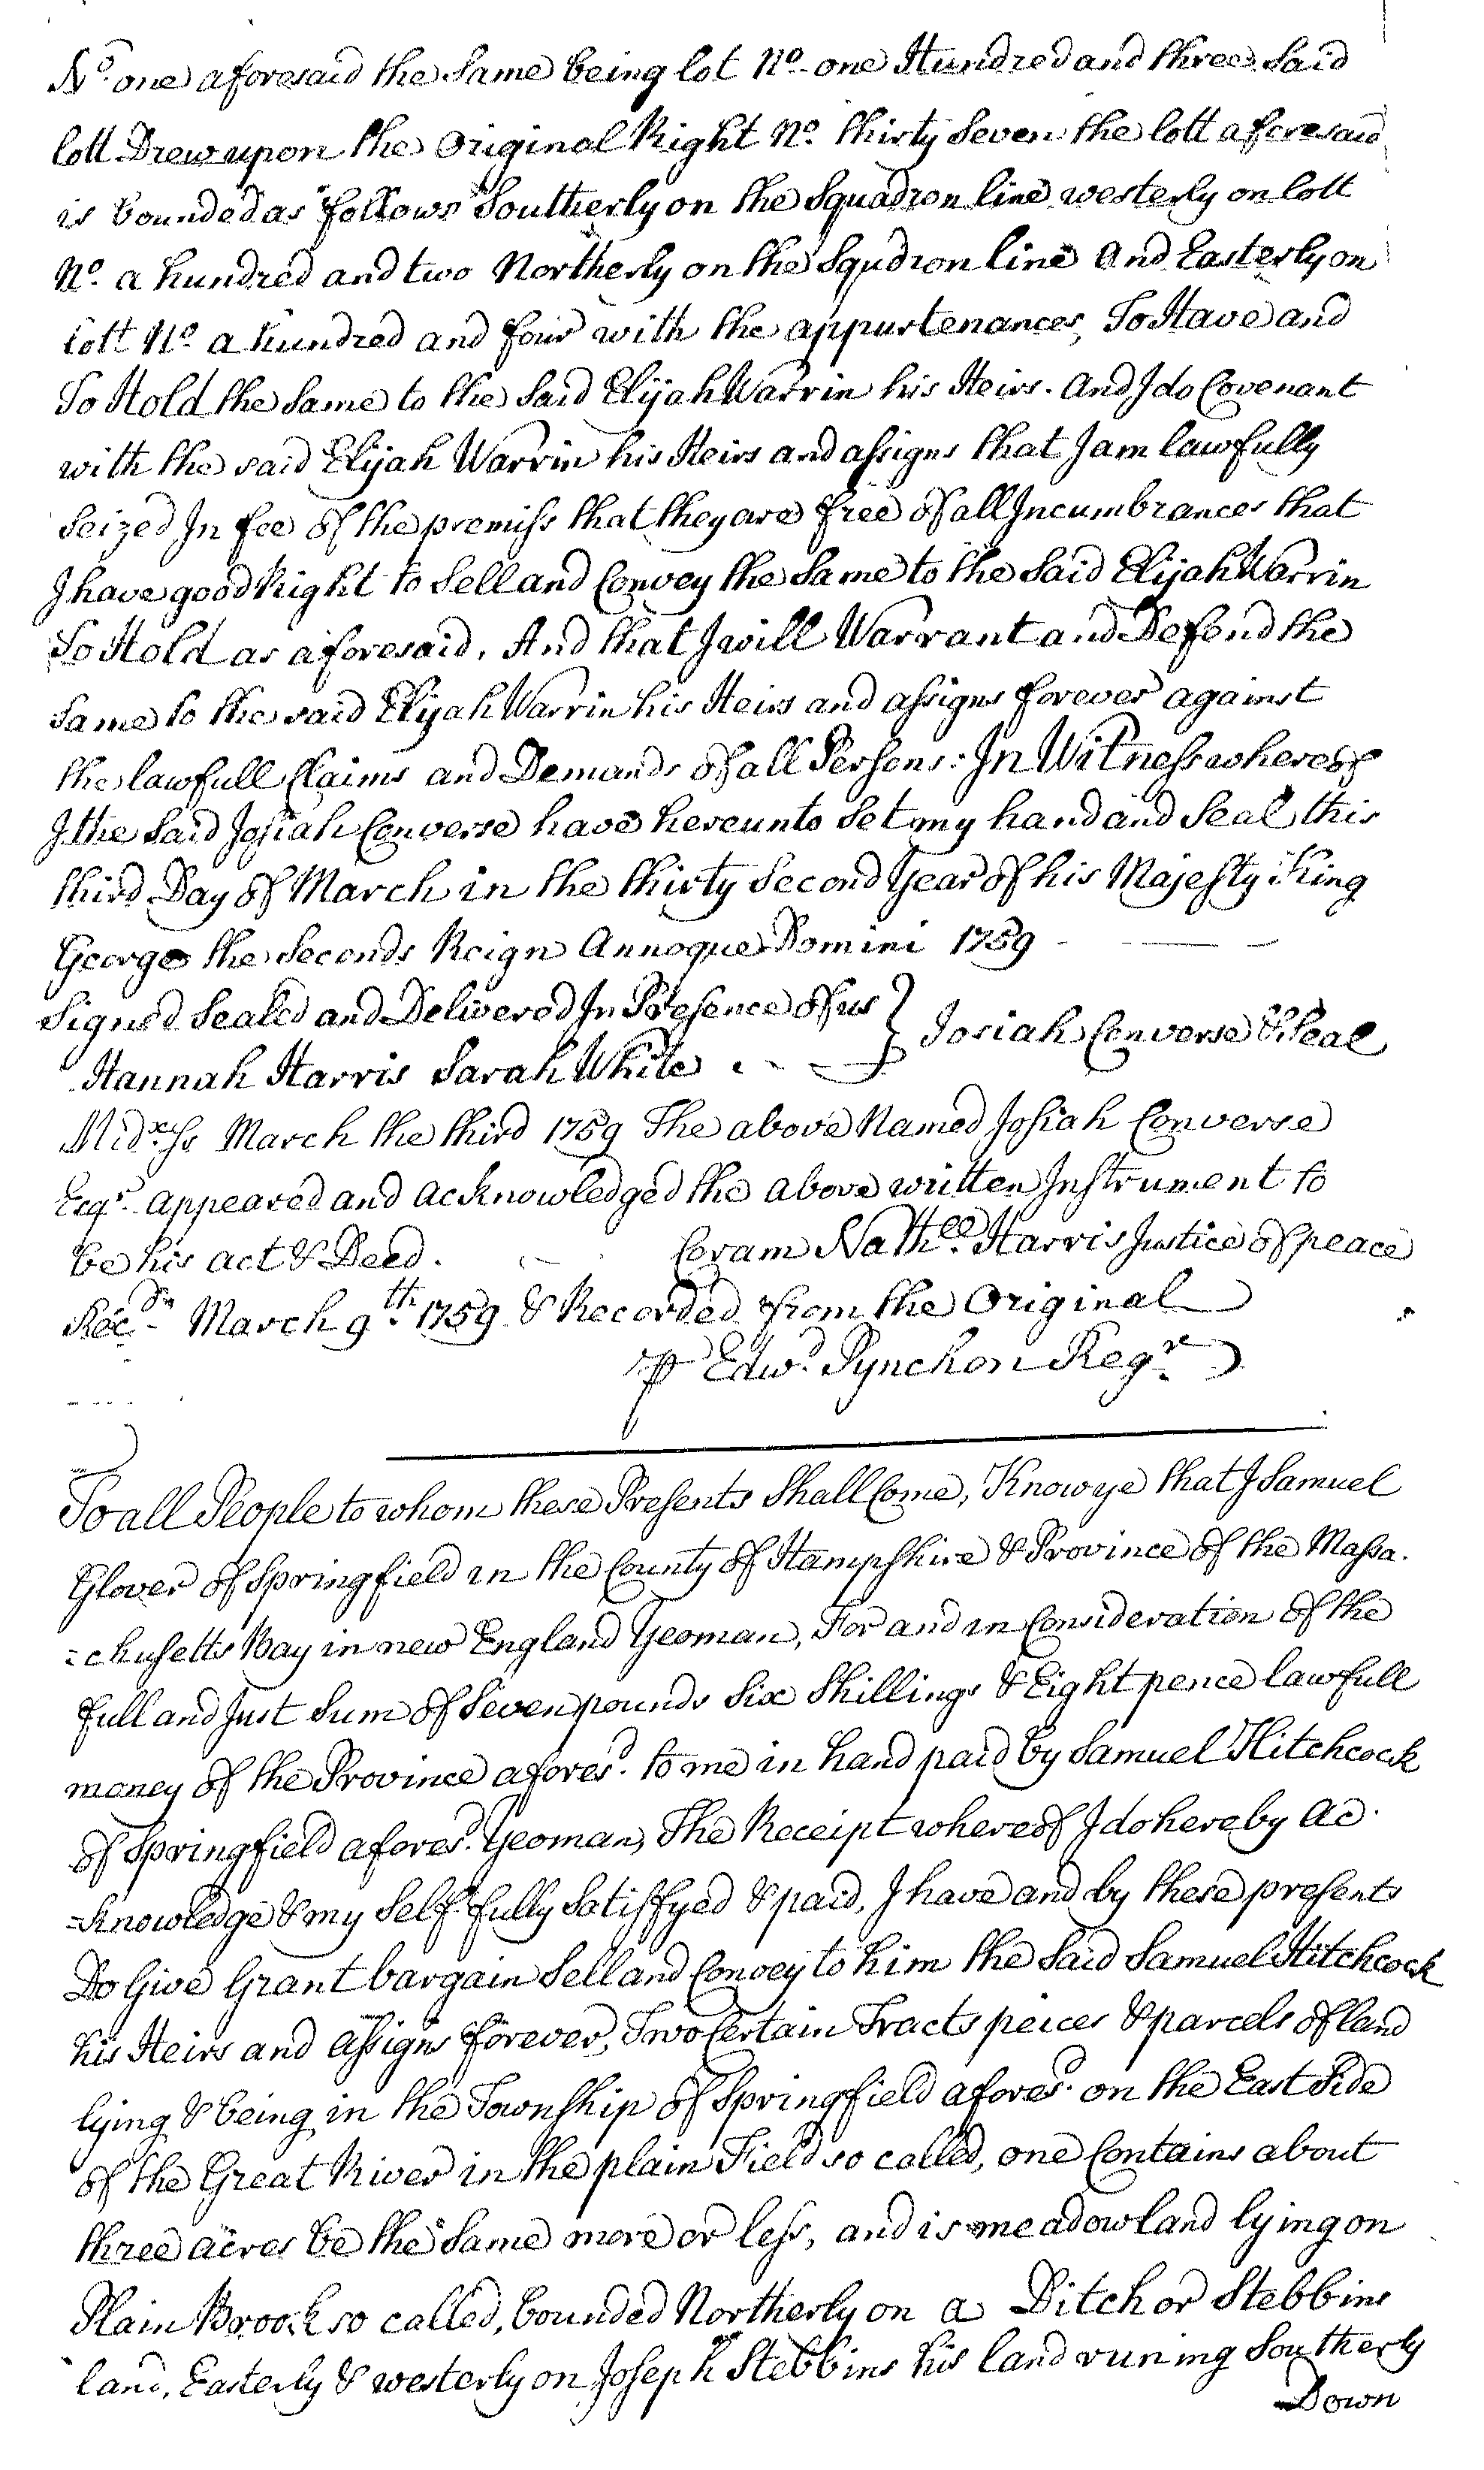 No. one aforesaid the same being lot No. one Hundred and three said
lott Drew upon the Original Right No. thirty seven the lott aforesaid
is bounded as follows Southerly on the Squadron line westerly on lott
No. a hundred and two Northerly on the Squdron line And Easterly on
lott No. a hundred and four with the appurtenances, To Have and
To Hold the same to the said Elijah Warrin his Heirs. And I do Covenant
with the said Elijah Warrin his Heirs and assigns that I am lawfully
seized In fee of the premiss that they are free of all Incumbrances that
I have good Right to sell and Convey the same to the said Elijah Warrin
To Hold as aforesaid. And that I will Warrant and Defend the
same to the said Elijah Warrin his Heirs and assigns forever against
the lawfull Claims and Demands of all Persons: In Witness whereof
I the said Josiah Converse have hereunto set my hand and seal this
third Day of March in the thirty second Year of his Majesty King
George the Seconds Reign Annoque Domini 1759
Signed Sealed and Delivered In Presence of us } Josiah Converse & Seal
Hannah Harris Sarah White
Midxss March the third 1759 The above Named Josiah Converse
Esqr. appeared and acknowledged the above written Instrument to
be his act & Deed. Coram Nathll. Harris Justice of peace
Recd. March 9th. 1759 & Recorded from the Original
p Edwd. Pynchon Regr.
To all People to whom these Presents Shall Come, Know ye that I Samuel
Glover of Springfield in the County of Hampshire & Province of the Massa.
=chusetts Bay in new England Yeoman, For and in Consideration of the
full and Just Sum of Seven pounds six shillings & Eight pence lawfull
money of the Province aforesd. to me in hand paid by Samuel Hitchcock
of Springfield aforesd. Yeoman, The Receipt whereof I do hereby ac
=knowledge & my self fully satisfyed & paid, I have and by these presents
Do Give Grant bargain sell and Convey to him the said Samuel Hitchcock
his Heirs and Assigns forever, Two Certain Tracts peices & parcels of land
lying & being in the Township of Springfield aforesd. on the East side
of the Great River in the plain Field so called, one Contains about
three acres be the same more or less, and is meadow land lying on
Plain Brook so called, bounded Northerly on a Ditch or Stebbins
land, Easterly & westerly on Joseph Stebbins his land runing Southerly
Down